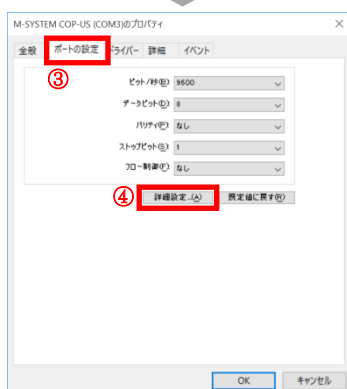 M-SYSTEM COP-US (COM3)のプロパティ
全般 ポートの設定 ドライバー 詳細 イベント
③
ビット/秒(B): 9600
データビット(D): 8
パリティ(P): なし
ストップビット(S): 1
フロー制御(F): なし
④ 詳細設定...(A) 既定値に戻す(R)
OK キャンセル